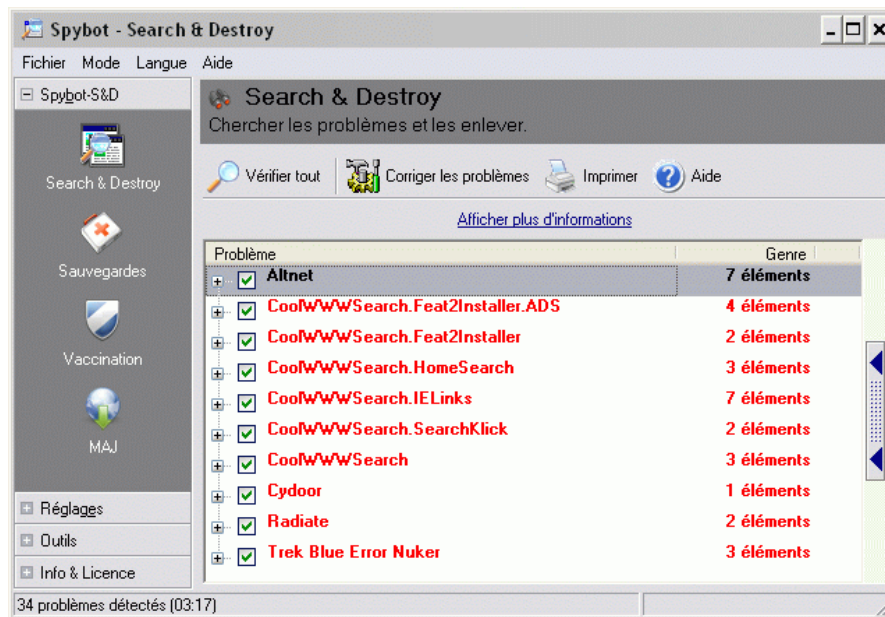 Spybot - Search & Destroy
Fichier Mode Langue Aide
Spybot-S&D
Search & Destroy
Sauvegardes
Vaccination
MAJ
Réglages
Outils
Info & Licence
Search & Destroy
Chercher les problèmes et les enlever.
Vérifier tout Corriger les problèmes Imprimer Aide
Afficher plus d'informations
Problème Genre
Altnet 7 éléments
CoolWWWSearch.Feat2Installer.ADS 4 éléments
CoolWWWSearch.Feat2Installer 2 éléments
CoolWWWSearch.HomeSearch 3 éléments
CoolWWWSearch.IELinks 7 éléments
CoolWWWSearch.SearchKlick 2 éléments
CoolWWWSearch 3 éléments
Cydoor 1 éléments
Radiate 2 éléments
Trek Blue Error Nuker 3 éléments
34 problèmes détectés (03:17)